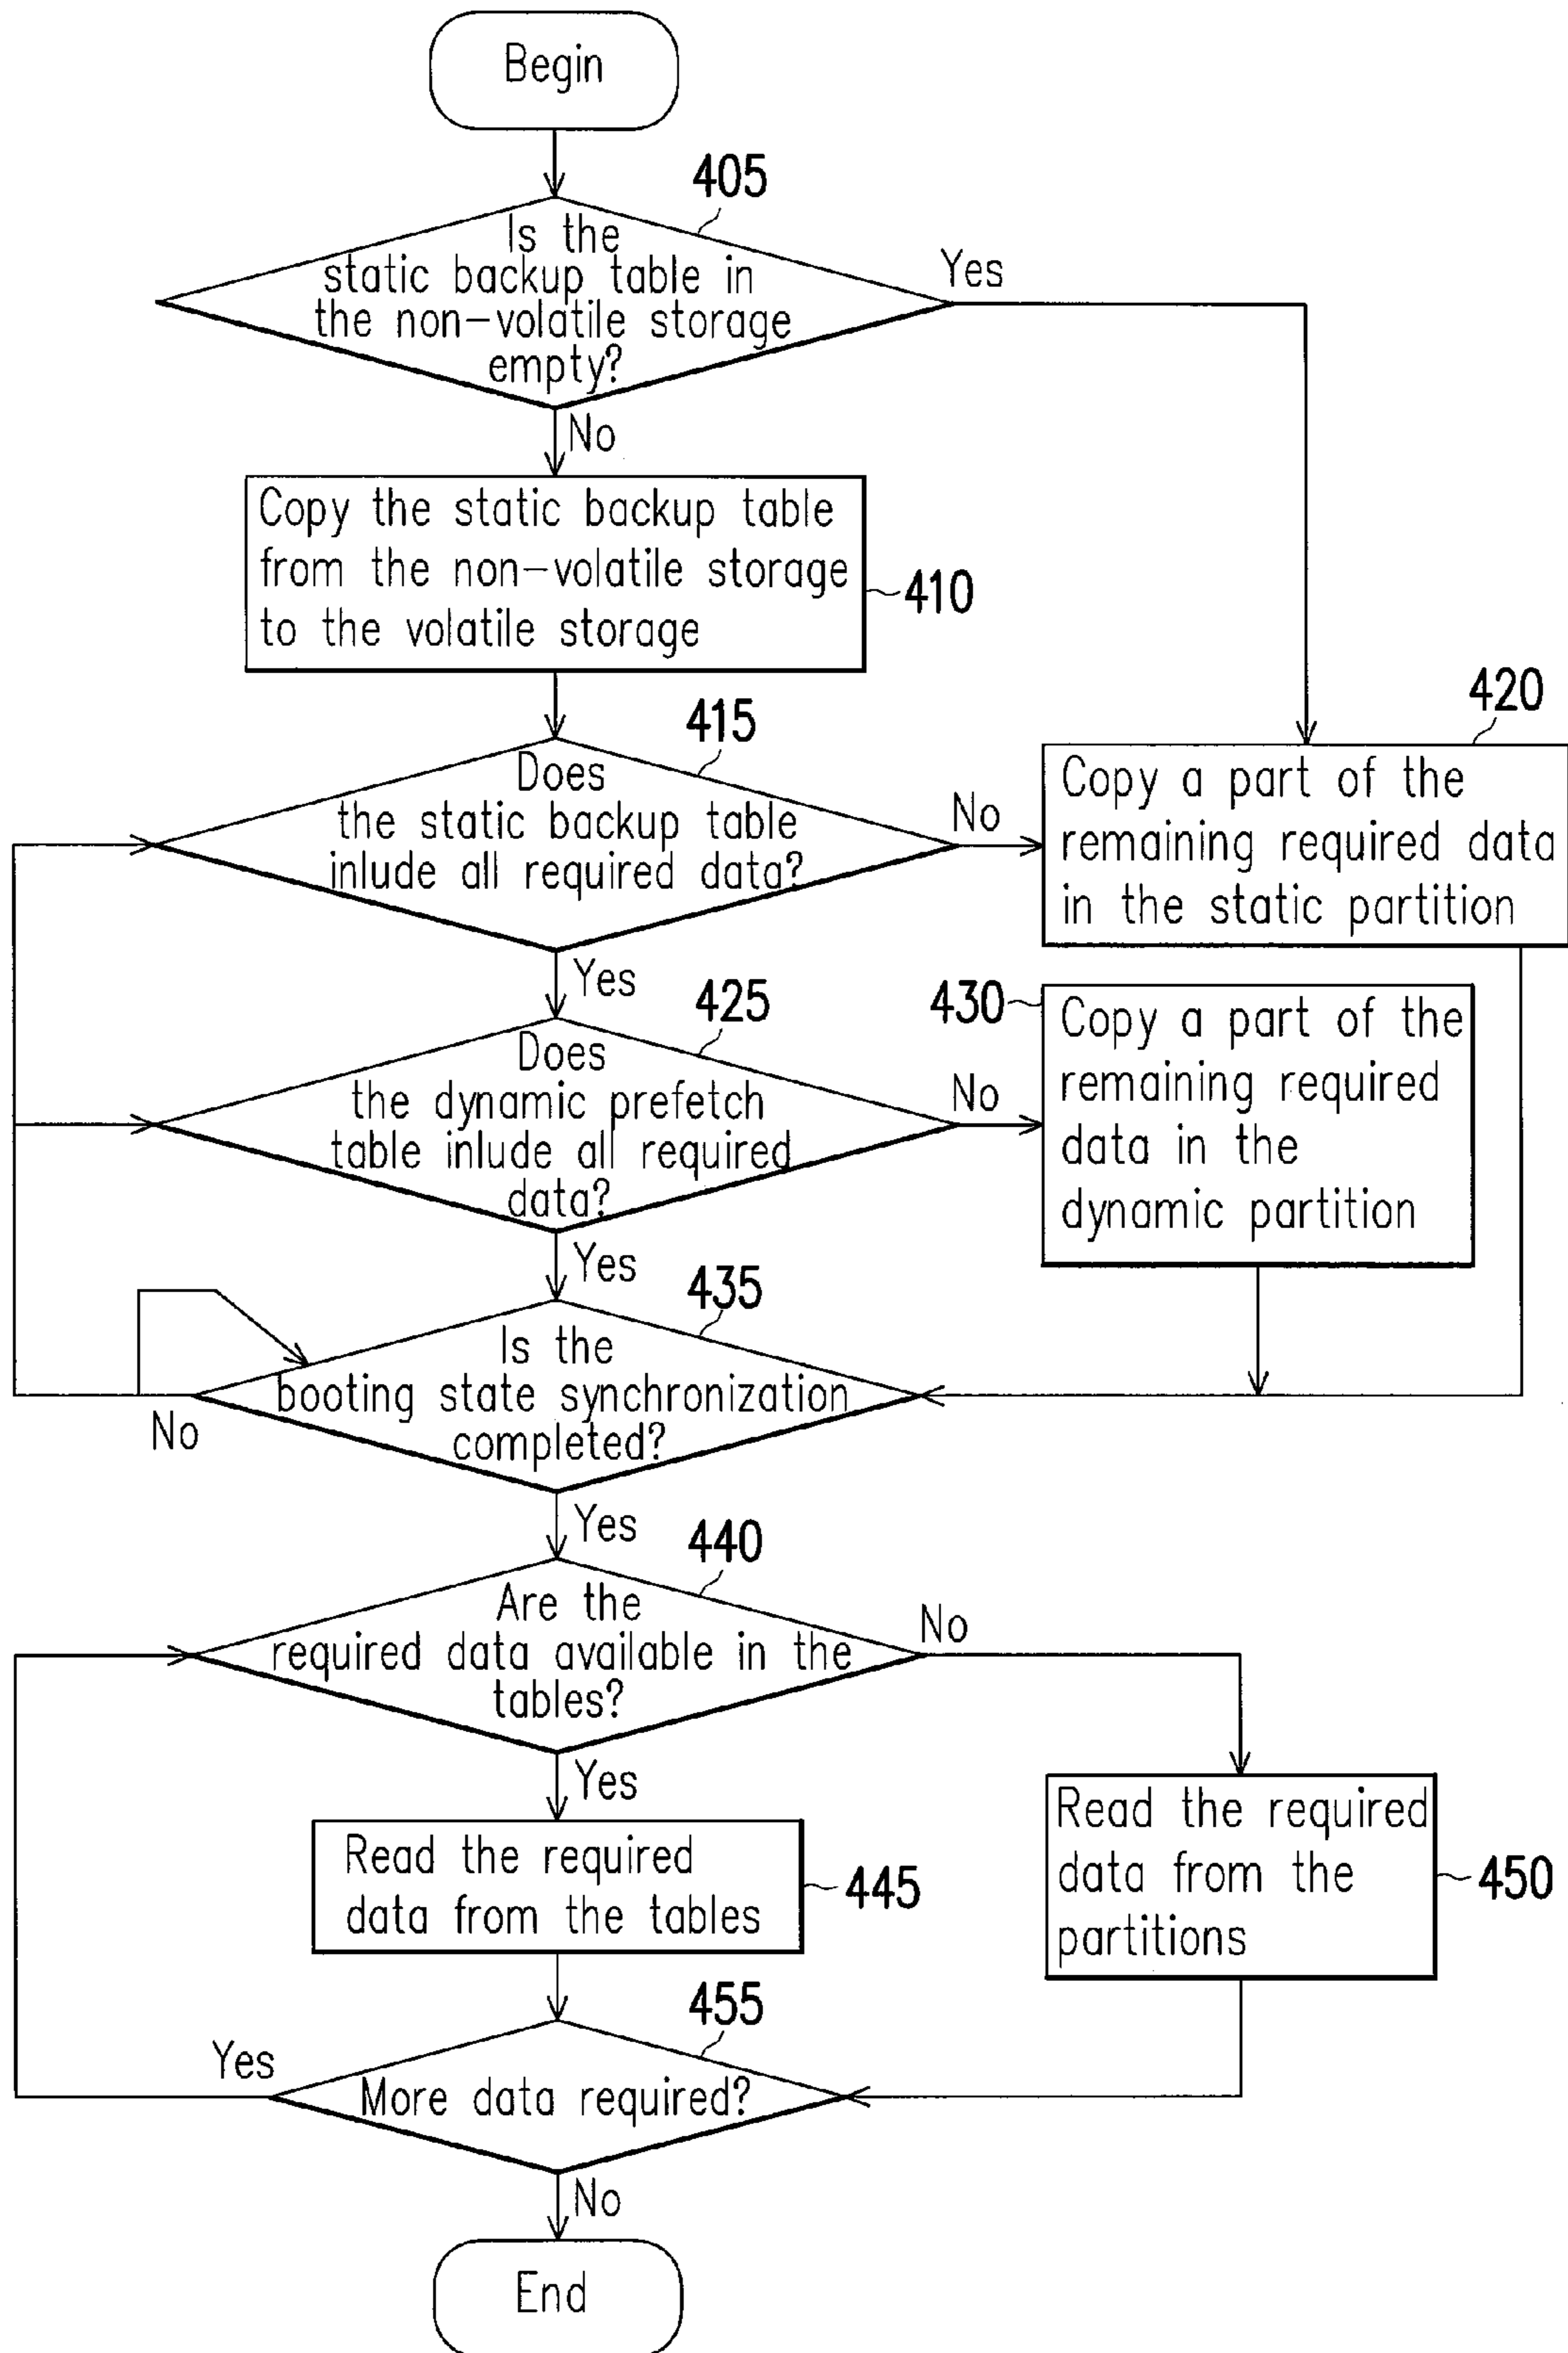 Begin
405
Is the
static backup table in
the non-volatile storage
empty?
Yes
No
Copy the static backup table
from the non-volatile storage
to the volatile storage
410
415
Does
the static backup table
inlude all required data?
No
420
Copy a part of the
remaining required data
in the static partition
Yes
425
Does
the dynamic prefetch
table inlude all required
data?
No
430
Copy a part of the
remaining required
data in the
dynamic partition
Yes
435
Is the
booting state synchronization
completed?
No
Yes
440
Are the
required data available in the
tables?
No
Yes
Read the required
data from the tables
445
Read the required
data from the
partitions
450
455
More data required?
Yes
No
End